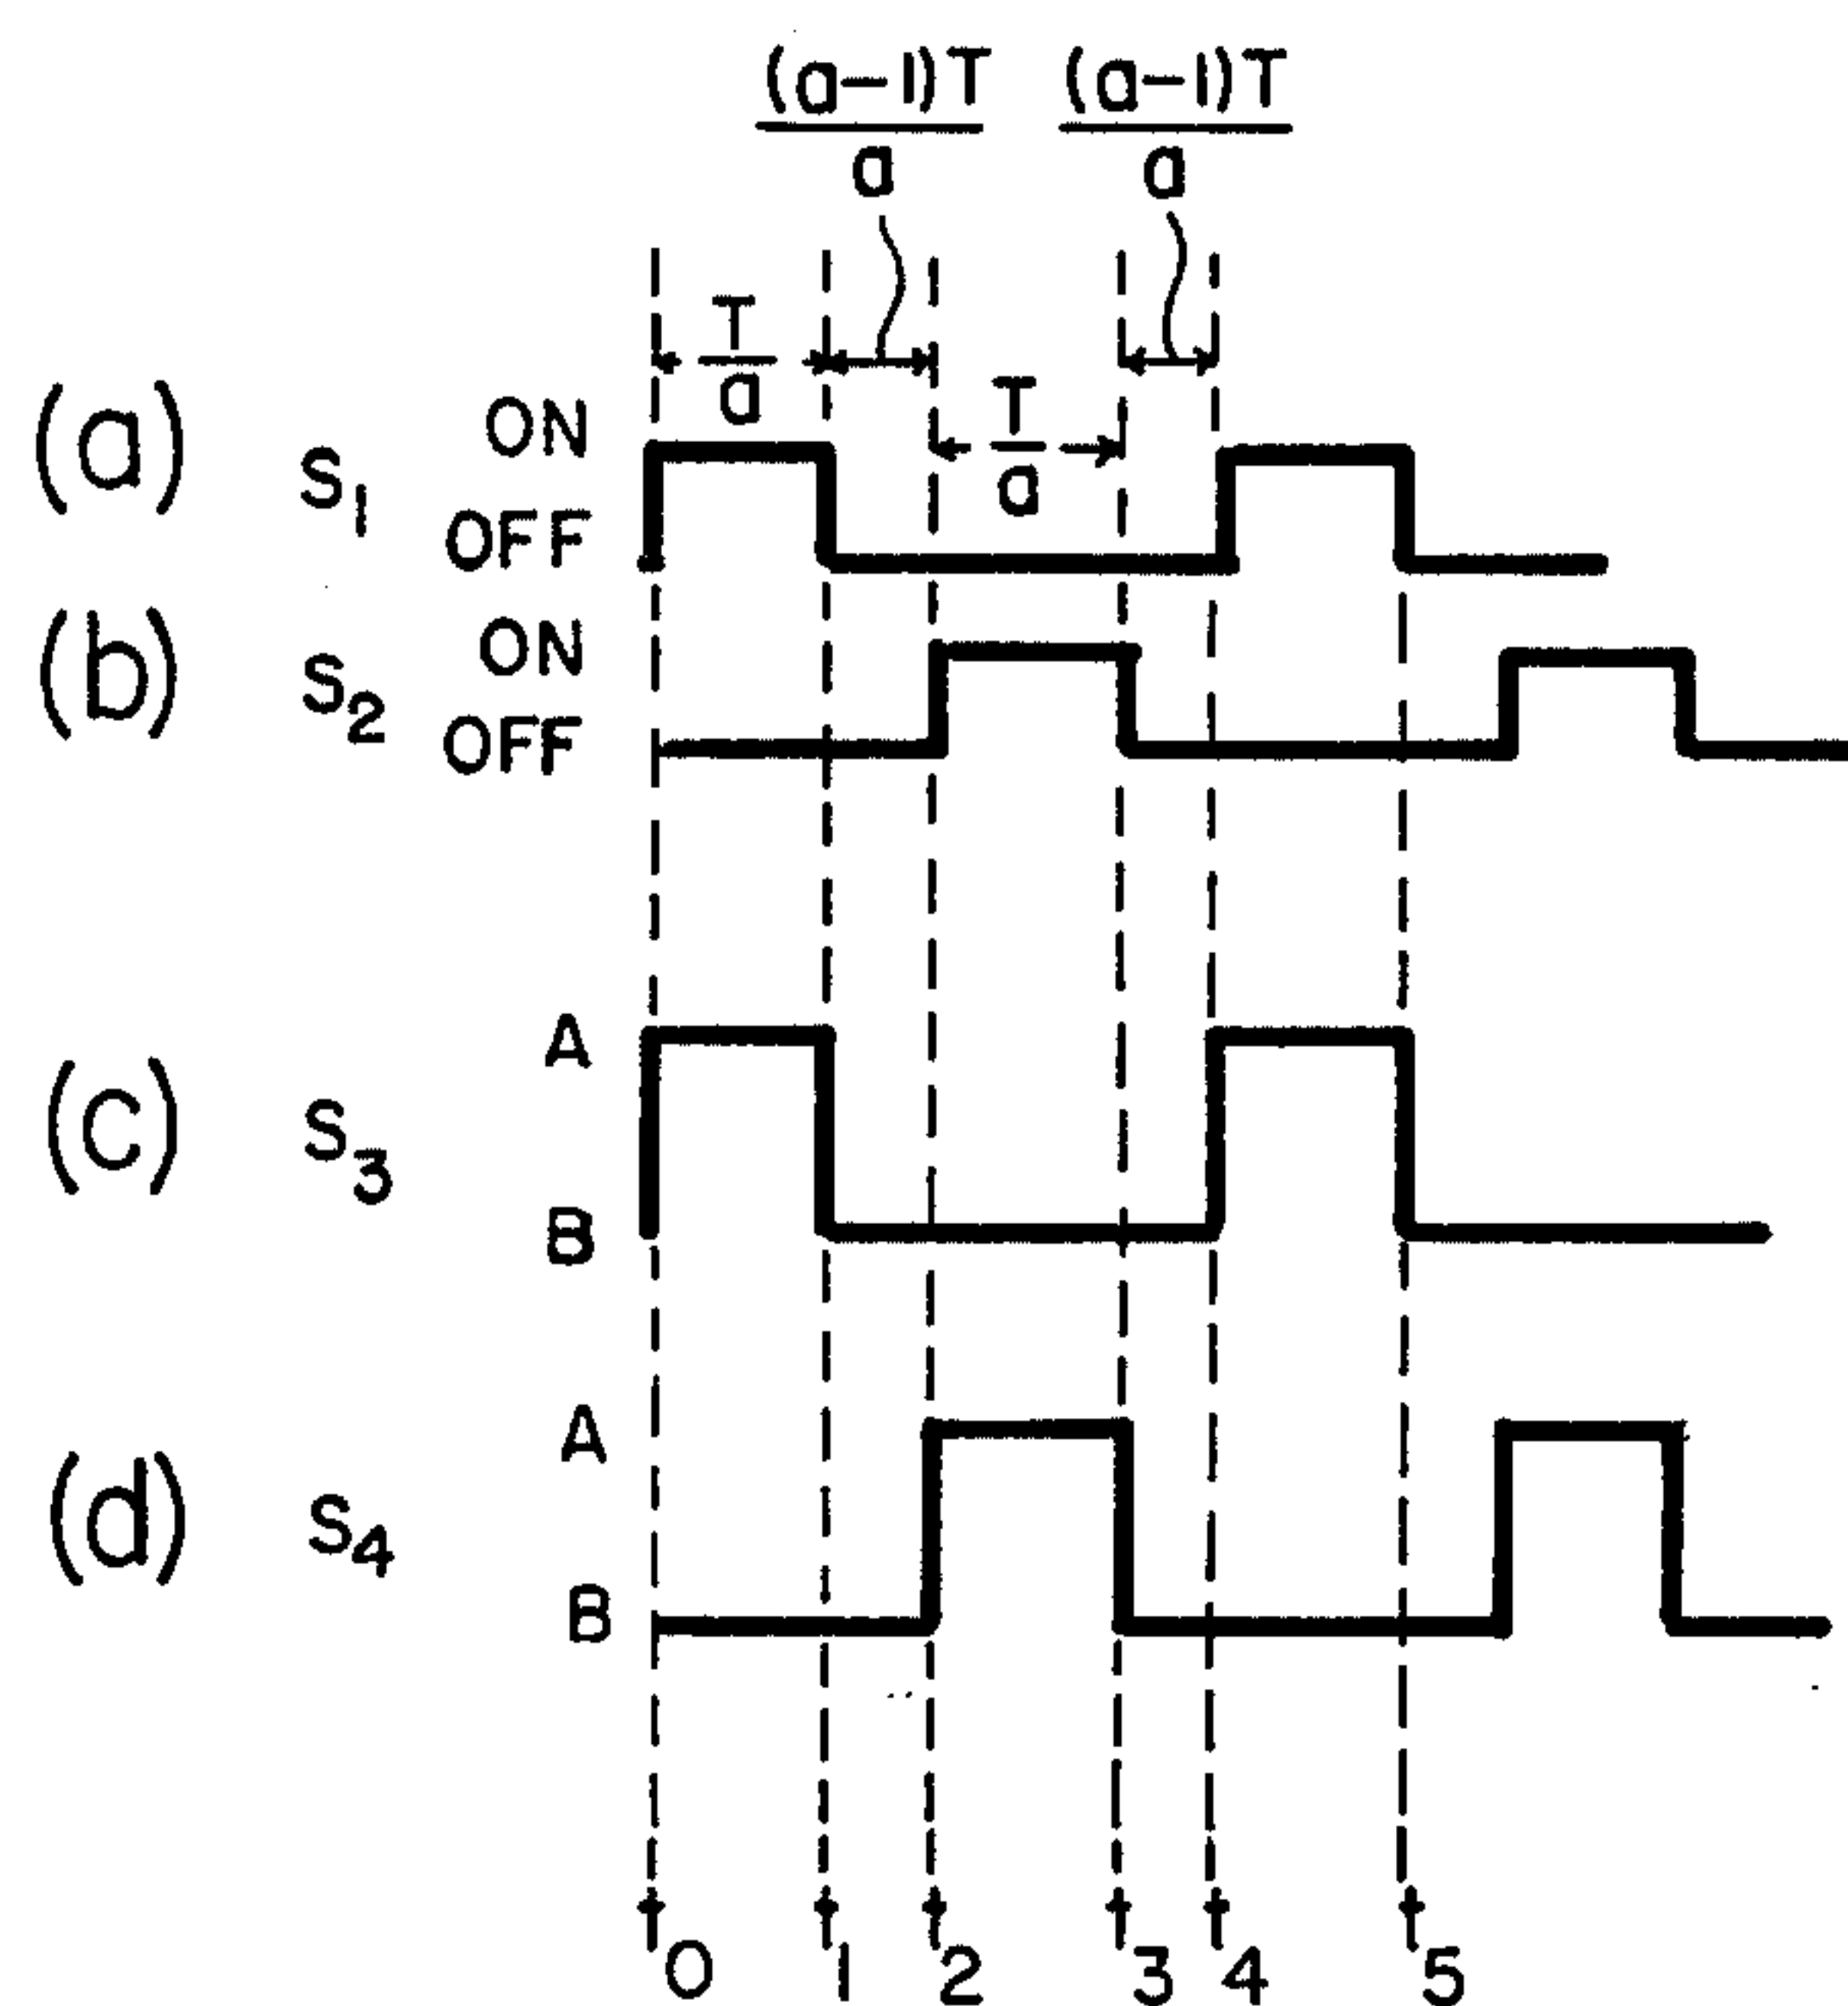 (a-1)T/a (a-1)T/a
T/a
T/a
(a) S1 ON
OFF
(b) S2 ON
OFF
(c) S3 A
B
(d) S4 A
B
t0 t1 t2 t3 t4 t5